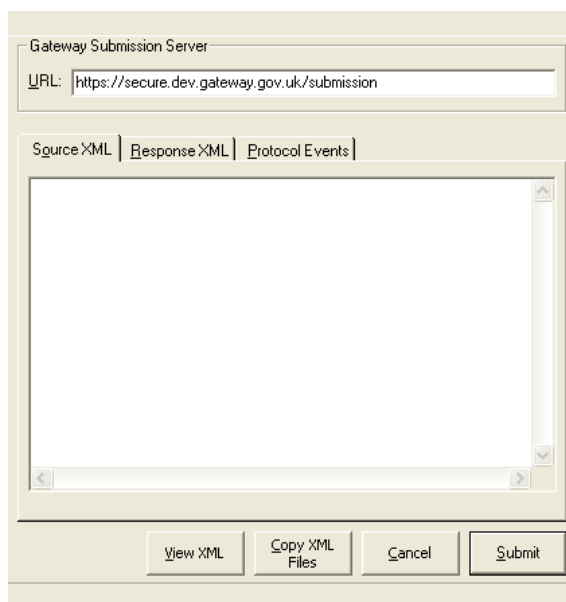 Gateway Submission Server
URL: https://secure.dev.gateway.gov.uk/submission
Source XML Response XML Protocol Events
View XML Copy XML Files Cancel Submit